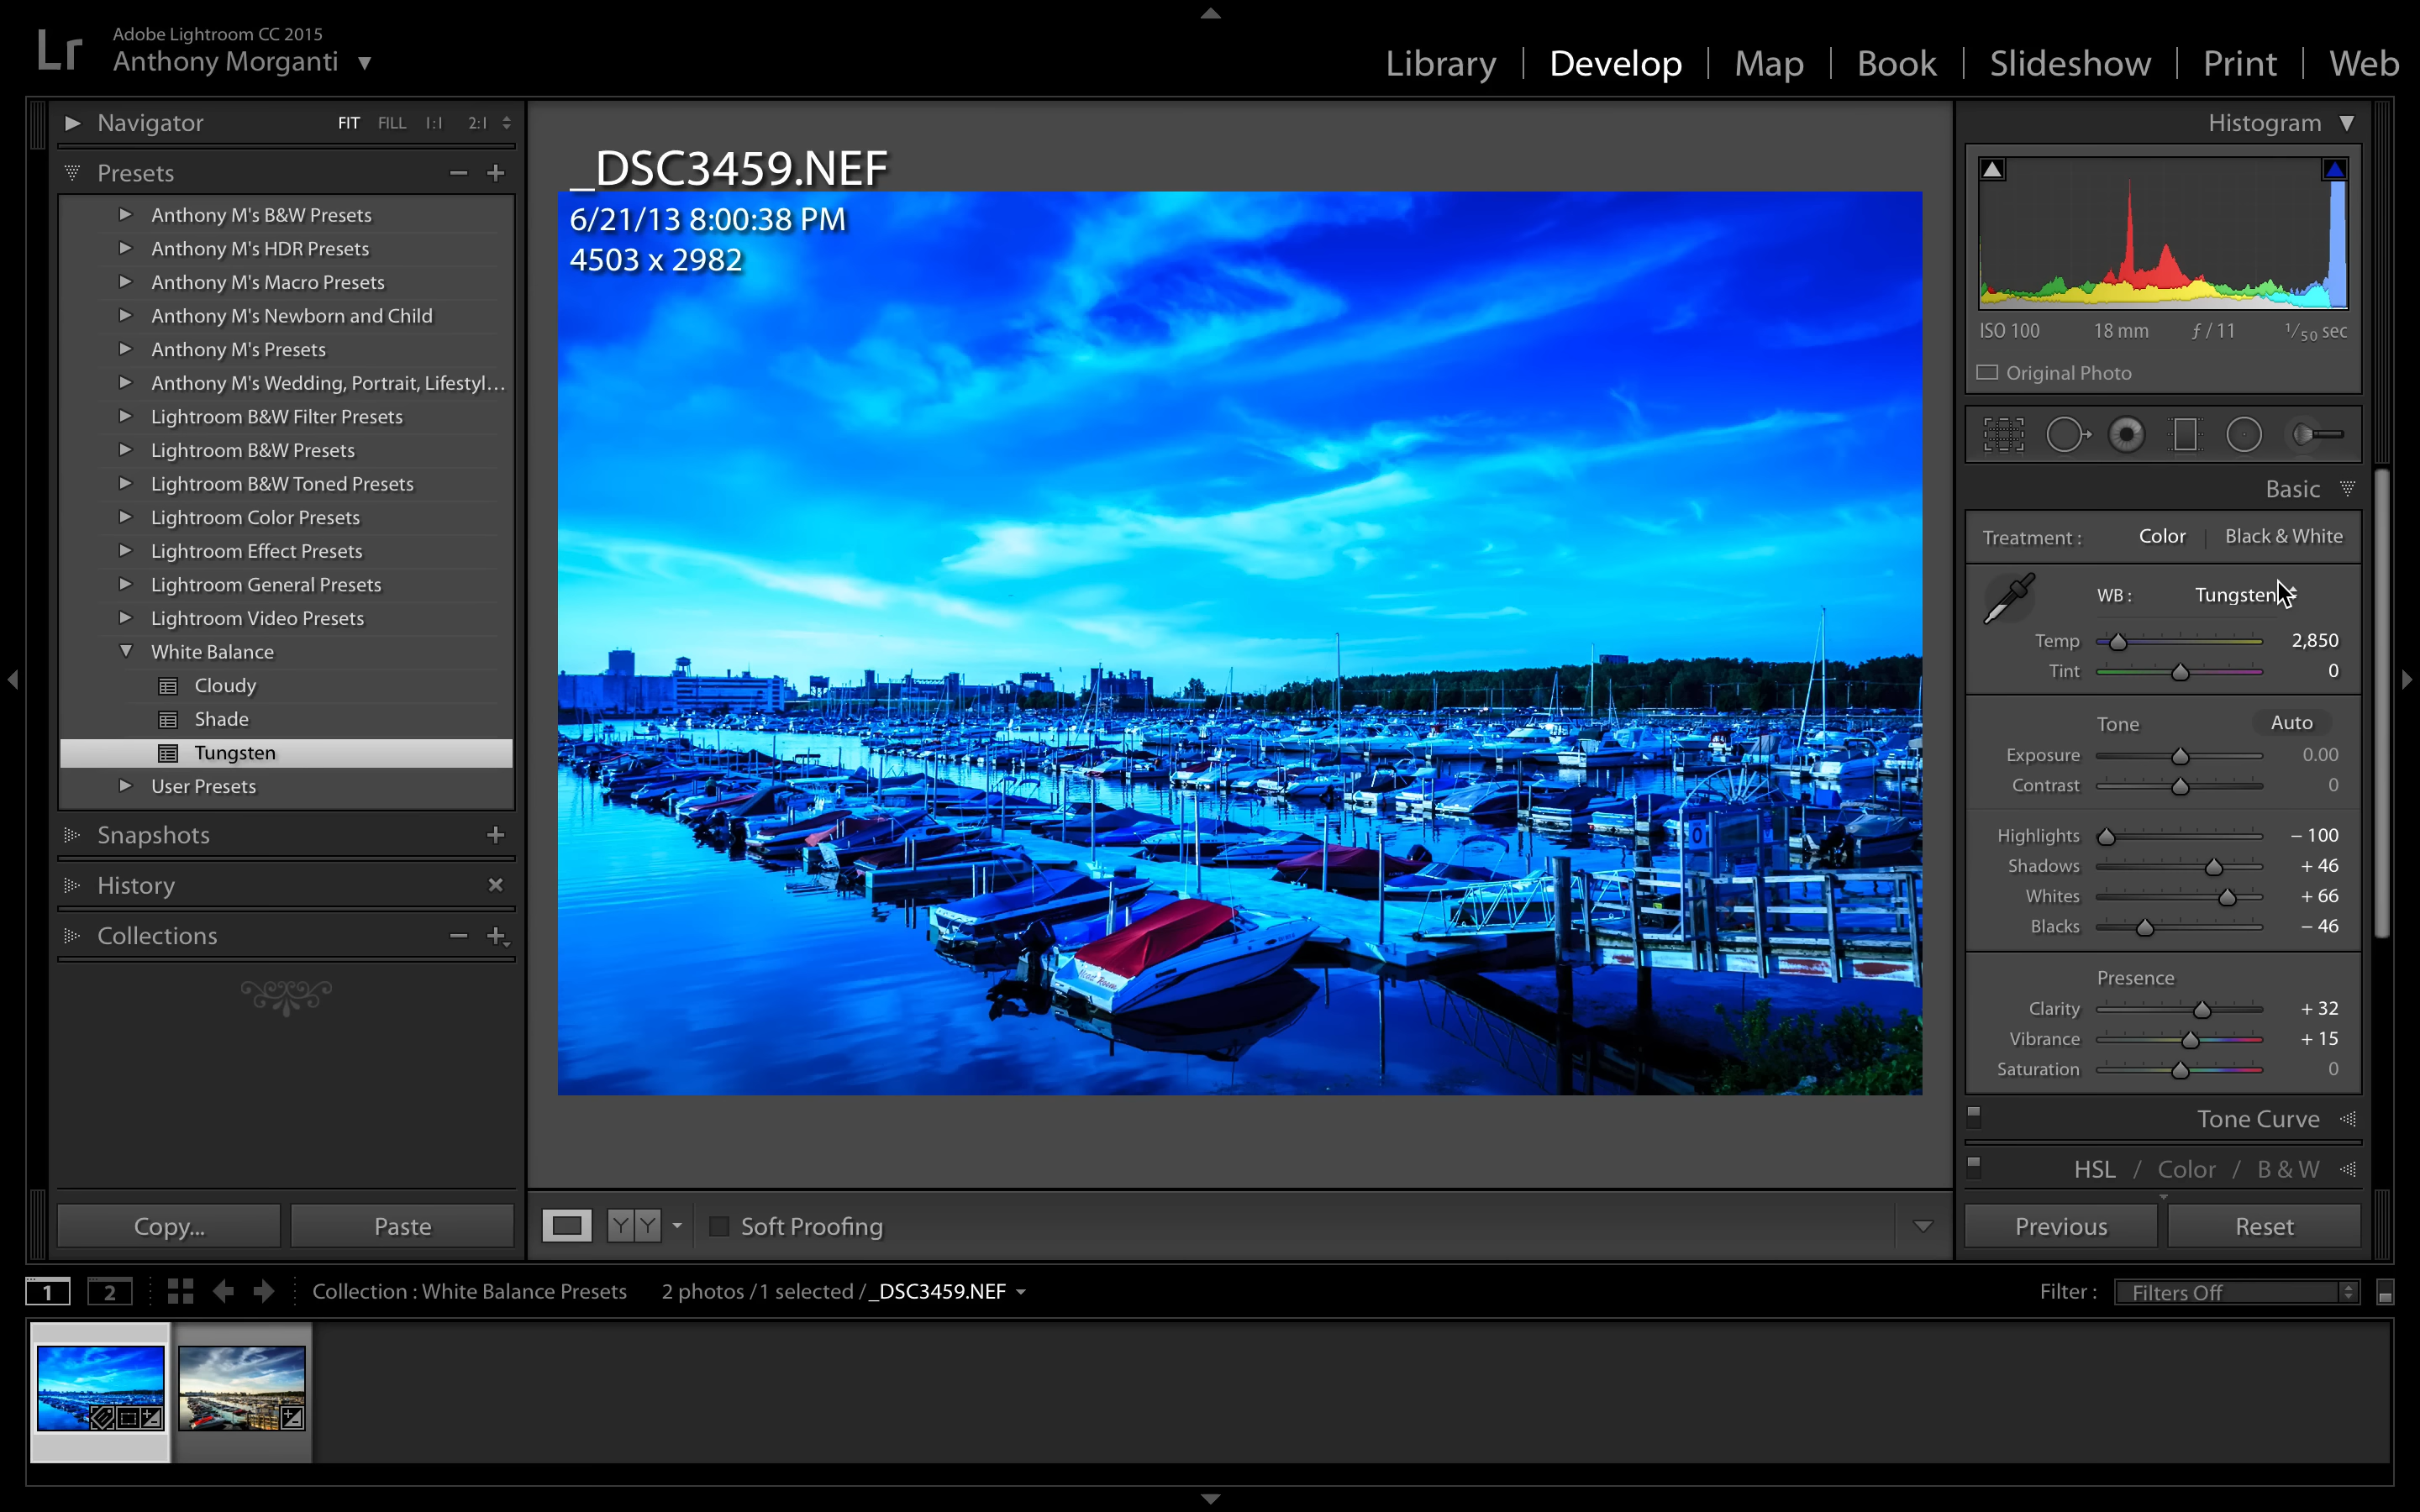 Lr
Adobe Lightroom CC 2015
Anthony Morganti ▼
Library | Develop | Map | Book | Slideshow | Print | Web
Navigator FIT FILL 1:1 2:1
Presets
Anthony M's B&W Presets
Anthony M's HDR Presets
Anthony M's Macro Presets
Anthony M's Newborn and Child
Anthony M's Presets
Anthony M's Wedding, Portrait, Lifestyl...
Lightroom B&W Filter Presets
Lightroom B&W Presets
Lightroom B&W Toned Presets
Lightroom Color Presets
Lightroom Effect Presets
Lightroom General Presets
Lightroom Video Presets
White Balance
Cloudy
Shade
Tungsten
User Presets
Snapshots
History
Collections
Copy...
Paste
_DSC3459.NEF
6/21/13 8:00:38 PM
4503 x 2982
Soft Proofing
Histogram
ISO 100 18 mm ƒ / 11 1/50 sec
Original Photo
Basic
Treatment : Color | Black & White
WB : Tungsten
Temp 2,850
Tint 0
Tone Auto
Exposure 0.00
Contrast 0
Highlights − 100
Shadows + 46
Whites + 66
Blacks − 46
Presence
Clarity + 32
Vibrance + 15
Saturation 0
Tone Curve
HSL / Color / B & W
Previous
Reset
1 2 Collection : White Balance Presets 2 photos / 1 selected / _DSC3459.NEF
Filter : Filters Off